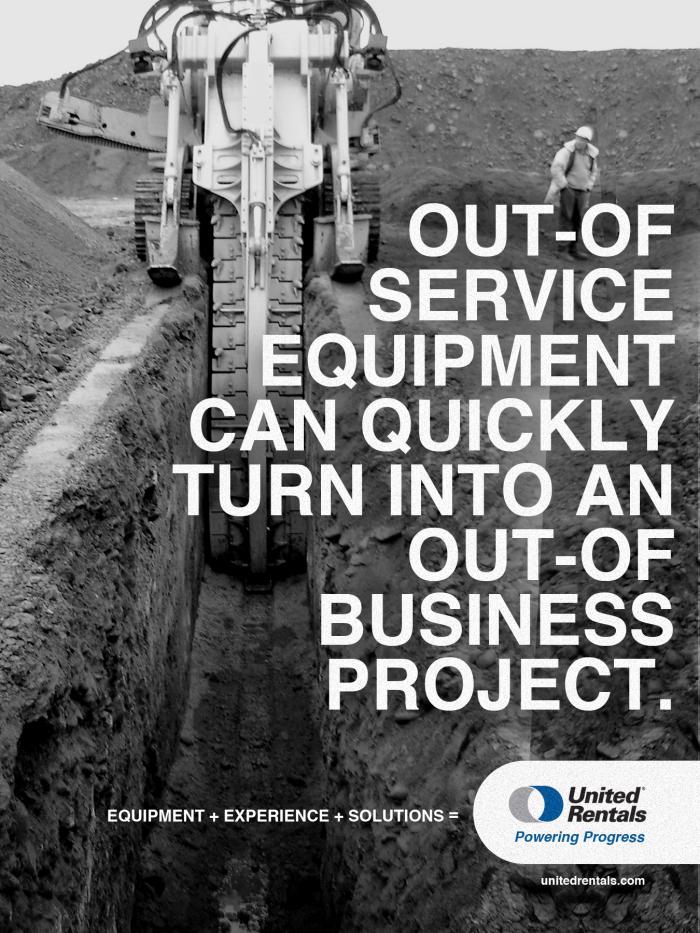 OUT-OF
SERVICE
EQUIPMENT
CAN QUICKLY
TURN INTO AN
OUT-OF
BUSINESS
PROJECT.
EQUIPMENT + EXPERIENCE + SOLUTIONS =
United®
Rentals
Powering Progress
unitedrentals.com